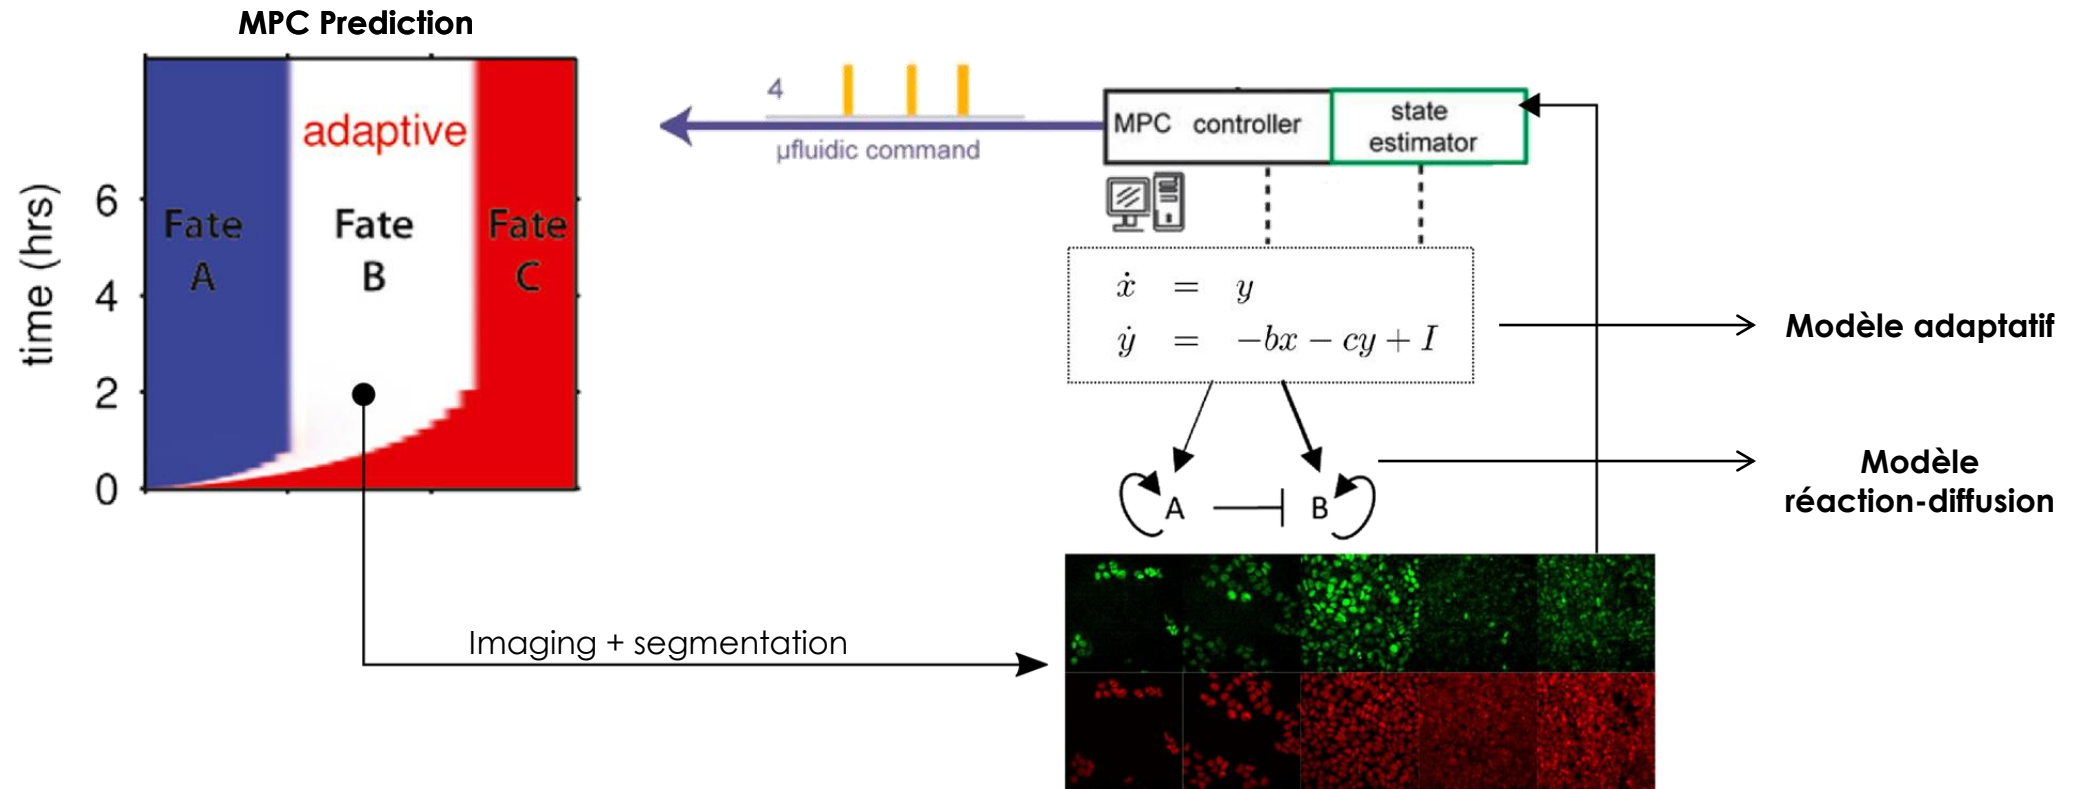 MPC Prediction
adaptive
Fate
A
Fate
B
Fate
C
time (hrs)
6
4
2
0
4
µfluidic command
MPC controller
state
estimator
ẋ = y
ẏ = −bx − cy + I
Modèle adaptatif
Modèle
réaction-diffusion
A
B
Imaging + segmentation